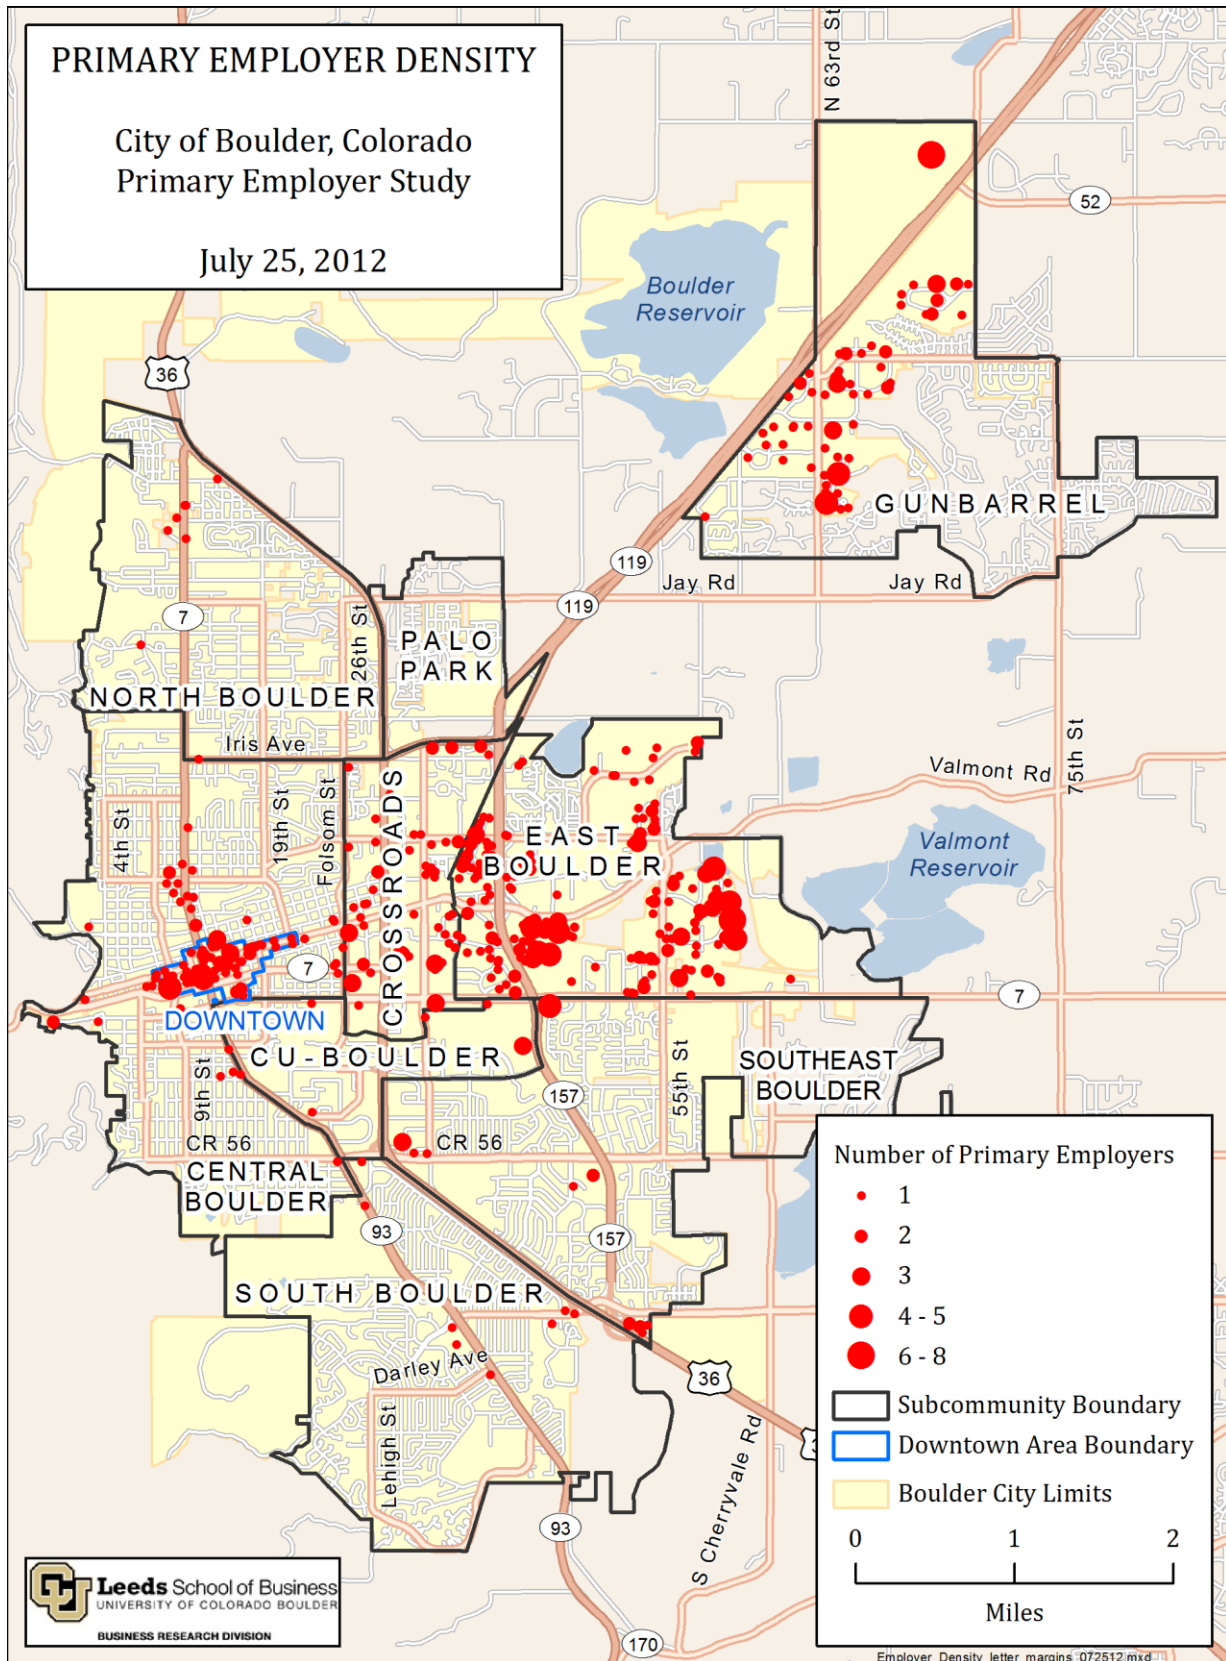 PRIMARY EMPLOYER DENSITY
City of Boulder, Colorado
Primary Employer Study
July 25, 2012
N 63rd St
52
Boulder
Reservoir
36
GUNBARREL
119
Jay Rd
Jay Rd
119
7
26th St
PALO
PARK
NORTH BOULDER
Iris Ave
75th St
Valmont Rd
4th St
19th St
Folsom St
CROSSROADS
EAST
BOULDER
Valmont
Reservoir
7
7
DOWNTOWN
CU-BOULDER
SOUTHEAST
BOULDER
9th St
157
55th St
CR 56
CR 56
CENTRAL
BOULDER
93
157
SOUTH BOULDER
Darley Ave
36
Lehigh St
S Cherryvale Rd
93
170
Number of Primary Employers
1
2
3
4 - 5
6 - 8
Subcommunity Boundary
Downtown Area Boundary
Boulder City Limits
0 1 2
Miles
CU
Leeds School of Business
UNIVERSITY OF COLORADO BOULDER
BUSINESS RESEARCH DIVISION
Employer_Density_letter_margins_072512.mxd